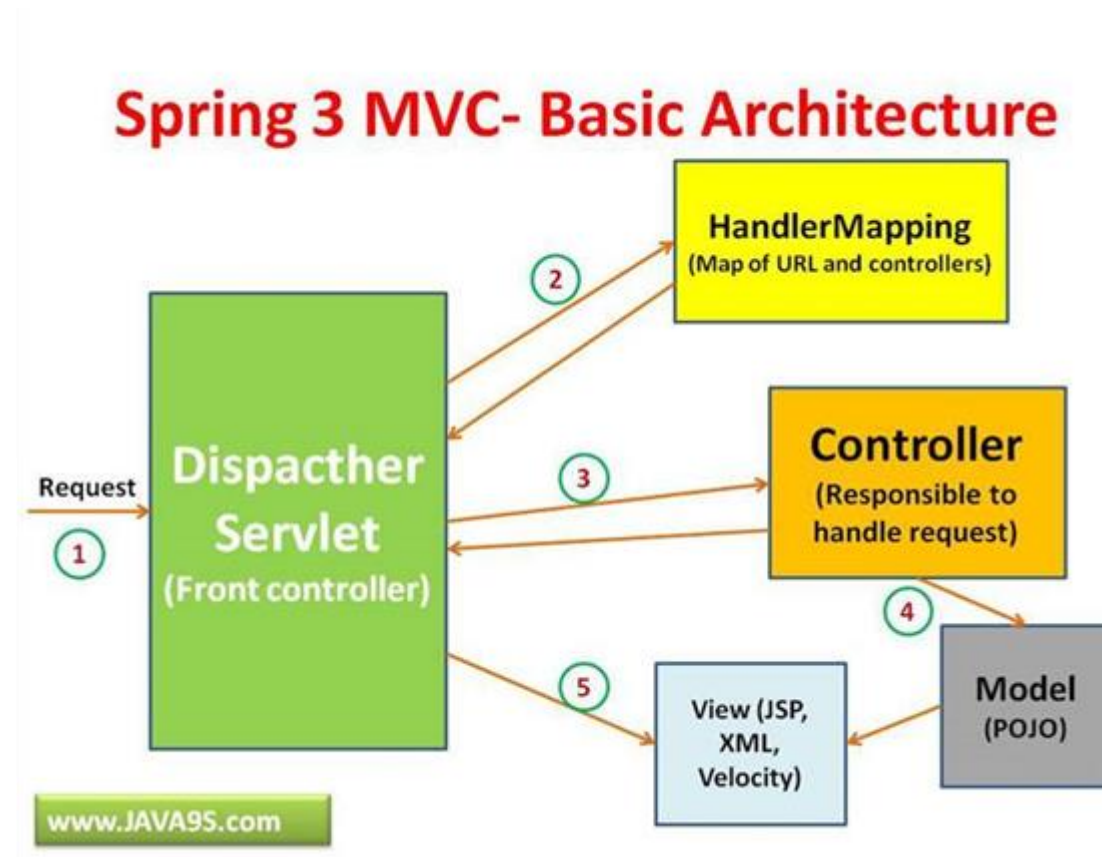 Spring 3 MVC- Basic Architecture
HandlerMapping
(Map of URL and controllers)
2
Dispacther
Servlet
(Front controller)
Request
1
3
Controller
(Responsible to
handle request)
4
Model
(POJO)
5
View (JSP,
XML,
Velocity)
www.JAVA9S.com